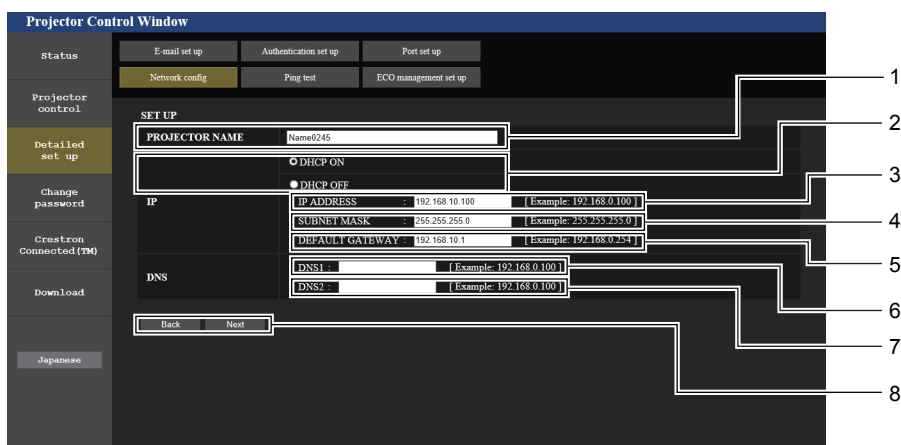 Projector Control Window
Status
Projector
control
Detailed
set up
Change
password
Crestron
Connected(TM)
Download
Japanese
E-mail set up
Authentication set up
Port set up
Network config
Ping test
ECO management set up
SET UP
PROJECTOR NAME Name0245
DHCP ON
DHCP OFF
IP
IP ADDRESS : 192.168.10.100 [ Example: 192.168.0.100 ]
SUBNET MASK : 255.255.255.0 [ Example: 255.255.255.0 ]
DEFAULT GATEWAY : 192.168.10.1 [ Example: 192.168.0.254 ]
DNS
DNS1 : [ Example: 192.168.0.100 ]
DNS2 : [ Example: 192.168.0.100 ]
Back Next
1
2
3
4
5
6
7
8